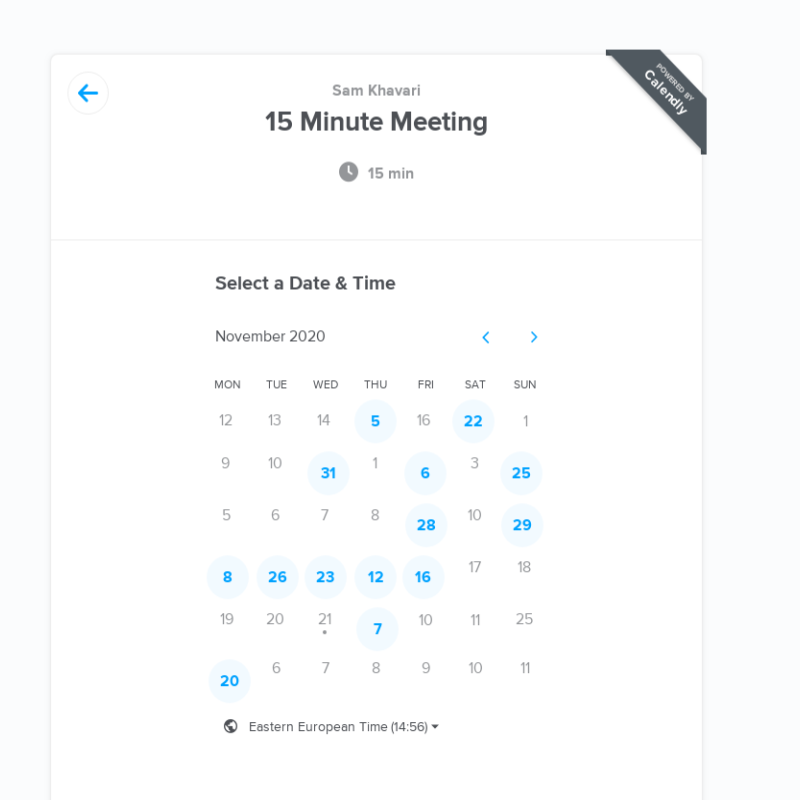 POWERED BY
Calendly
Sam Khavari
15 Minute Meeting
15 min
Select a Date & Time
November 2020
MON TUE WED THU FRI SAT SUN
12 13 14 5 16 22 1
9 10 31 1 6 3 25
5 6 7 8 28 10 29
8 26 23 12 16 17 18
19 20 21 7 10 11 25
20 6 7 8 9 10 11
Eastern European Time (14:56)